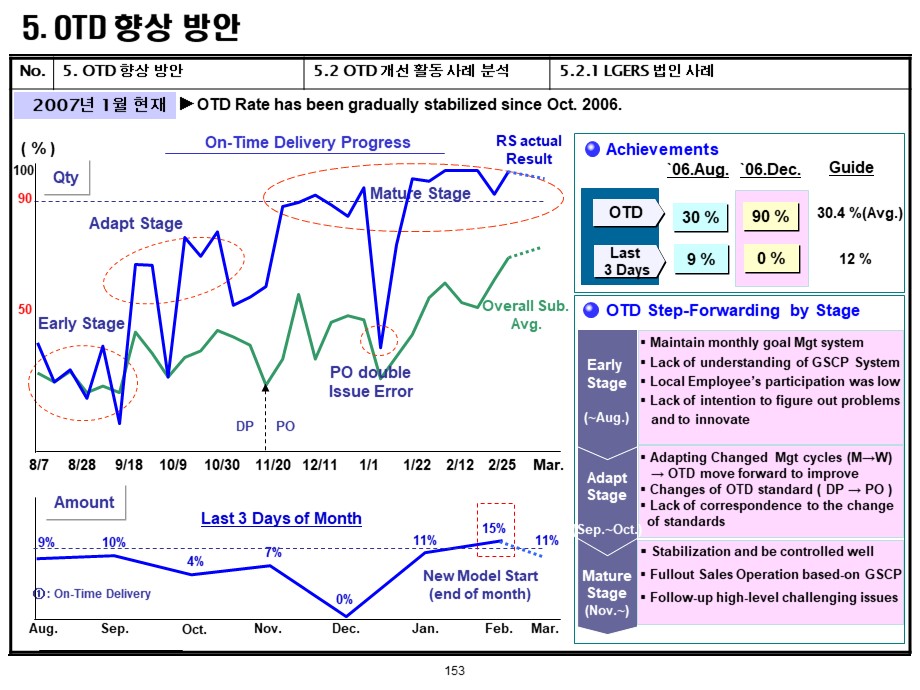 5. OTD 향상 방안
No.
5. OTD 향상 방안
5.2 OTD 개선 활동 사례 분석
5.2.1 LGERS 법인 사례
2007년 1월 현재
▶OTD Rate has been gradually stabilized since Oct. 2006.
( % )
On-Time Delivery Progress
RS actual
Result
100
Qty
90
Mature Stage
Adapt Stage
50
Overall Sub.
Avg.
Early Stage
PO double
Issue Error
DP
PO
8/7
8/28
9/18
10/9
10/30
11/20
12/11
1/1
1/22
2/12
2/25
Mar.
Amount
Last 3 Days of Month
9%
10%
4%
7%
0%
11%
15%
11%
New Model Start
(end of month)
① : On-Time Delivery
Aug.
Sep.
Oct.
Nov.
Dec.
Jan.
Feb.
Mar.
Achievements
`06.Aug.
`06.Dec.
Guide
OTD
30 %
90 %
30.4 %(Avg.)
Last
3 Days
9 %
0 %
12 %
OTD Step-Forwarding by Stage
Early
Stage
(~Aug.)
▪ Maintain monthly goal Mgt system
▪ Lack of understanding of GSCP System
▪ Local Employee's participation was low
▪ Lack of intention to figure out problems
and to innovate
Adapt
Stage
(Sep.~Oct.)
▪ Adapting Changed Mgt cycles (M→W)
→ OTD move forward to improve
▪ Changes of OTD standard ( DP → PO )
▪ Lack of correspondence to the change
of standards
Mature
Stage
(Nov.~)
▪ Stabilization and be controlled well
▪ Fullout Sales Operation based-on GSCP
▪ Follow-up high-level challenging issues
153